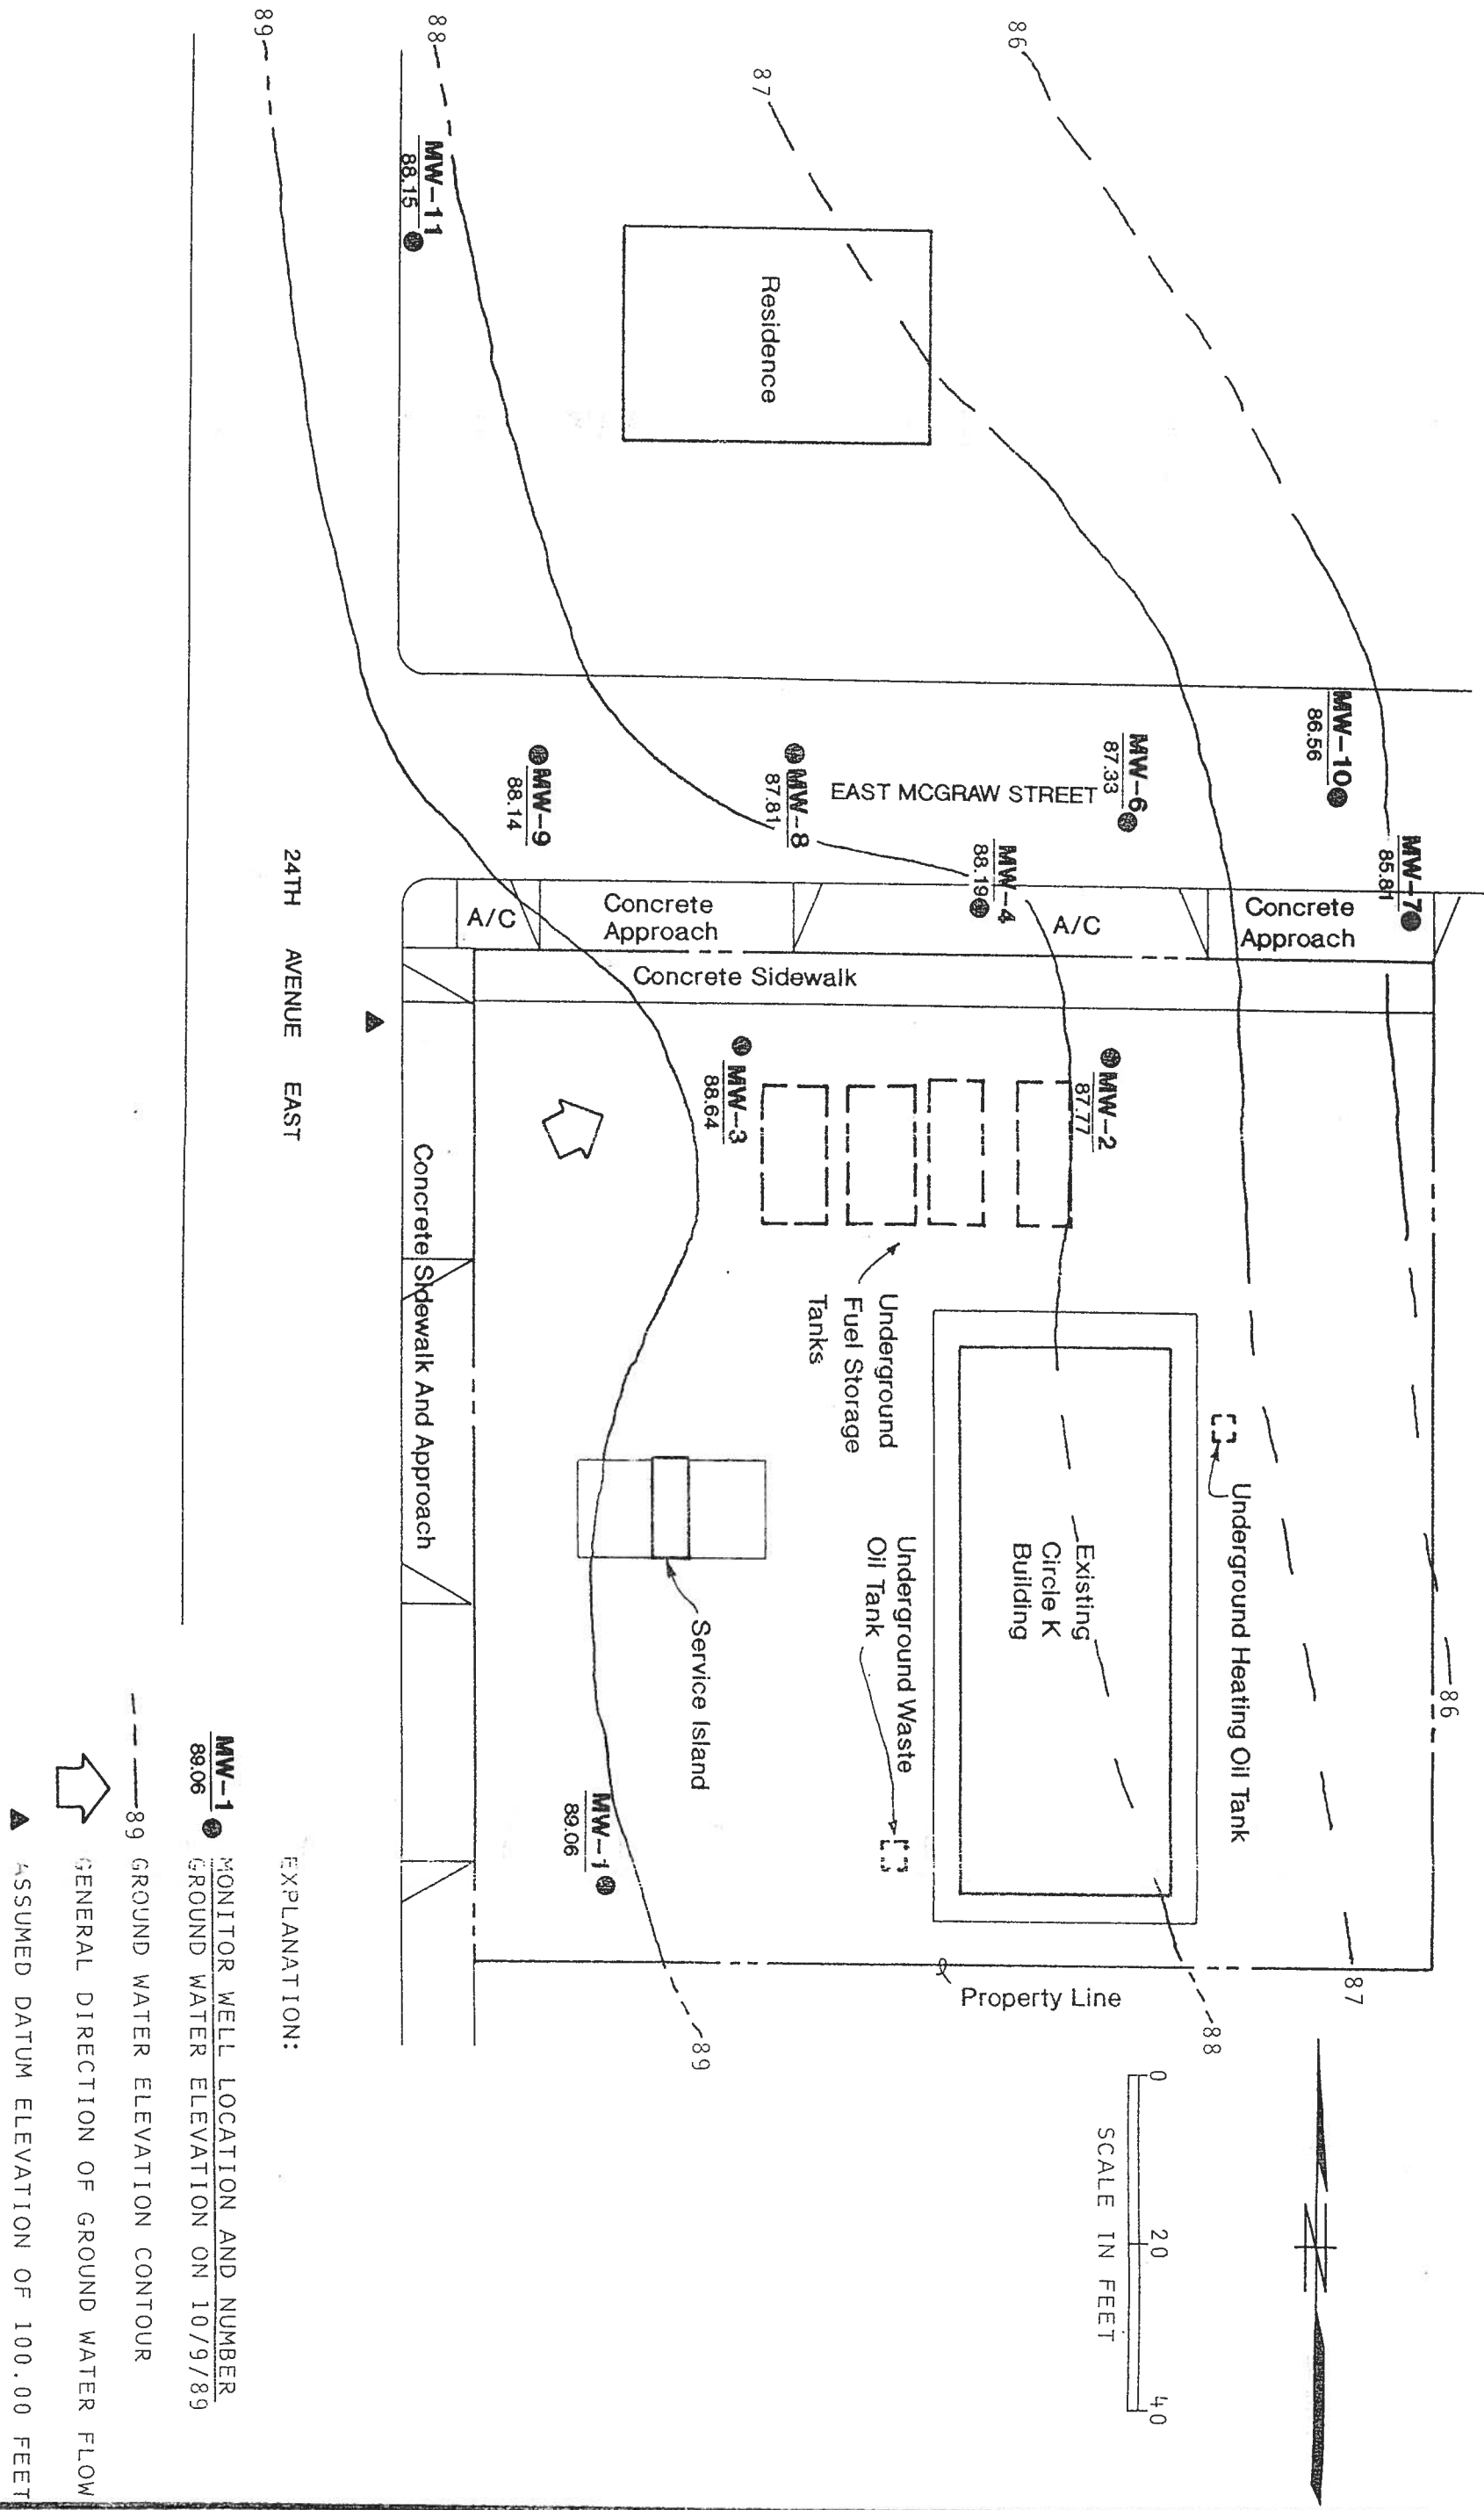 89
88
87
86
MW-11
88.15
Residence
MW-10
86.56
MW-7
85.81
MW-6
87.33
EAST MCGRAW STREET
MW-8
87.81
MW-9
88.14
MW-4
88.19
A/C
Concrete
Approach
A/C
Concrete
Approach
Concrete Sidewalk
24TH AVENUE EAST
MW-3
88.64
MW-2
87.77
Concrete Sidewalk And Approach
Underground
Fuel Storage
Tanks
Underground Heating Oil Tank
Existing
Circle K
Building
Underground Waste
Oil Tank
Service Island
MW-1
89.06
Property Line
86
87
88
89
0 20 40
SCALE IN FEET
N
EXPLANATION:
MW-1
89.06
MONITOR WELL LOCATION AND NUMBER
GROUND WATER ELEVATION ON 10/9/89
89 GROUND WATER ELEVATION CONTOUR
GENERAL DIRECTION OF GROUND WATER FLOW
ASSUMED DATUM ELEVATION OF 100.00 FEET